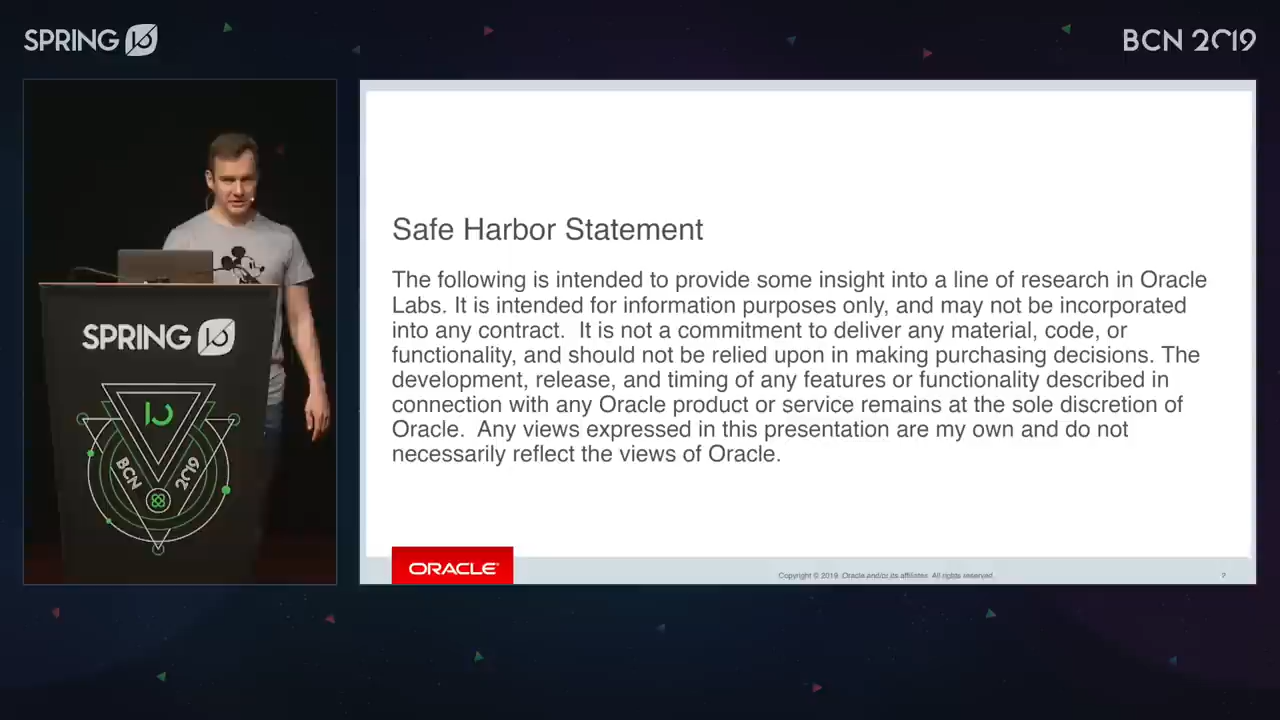 SPRING IO
BCN 2019
Safe Harbor Statement
The following is intended to provide some insight into a line of research in Oracle
Labs. It is intended for information purposes only, and may not be incorporated
into any contract.  It is not a commitment to deliver any material, code, or
functionality, and should not be relied upon in making purchasing decisions. The
development, release, and timing of any features or functionality described in
connection with any Oracle product or service remains at the sole discretion of
Oracle.  Any views expressed in this presentation are my own and do not
necessarily reflect the views of Oracle.
ORACLE®
Copyright © 2019, Oracle and/or its affiliates. All rights reserved.
SPRING IO
IO
BCN 2019